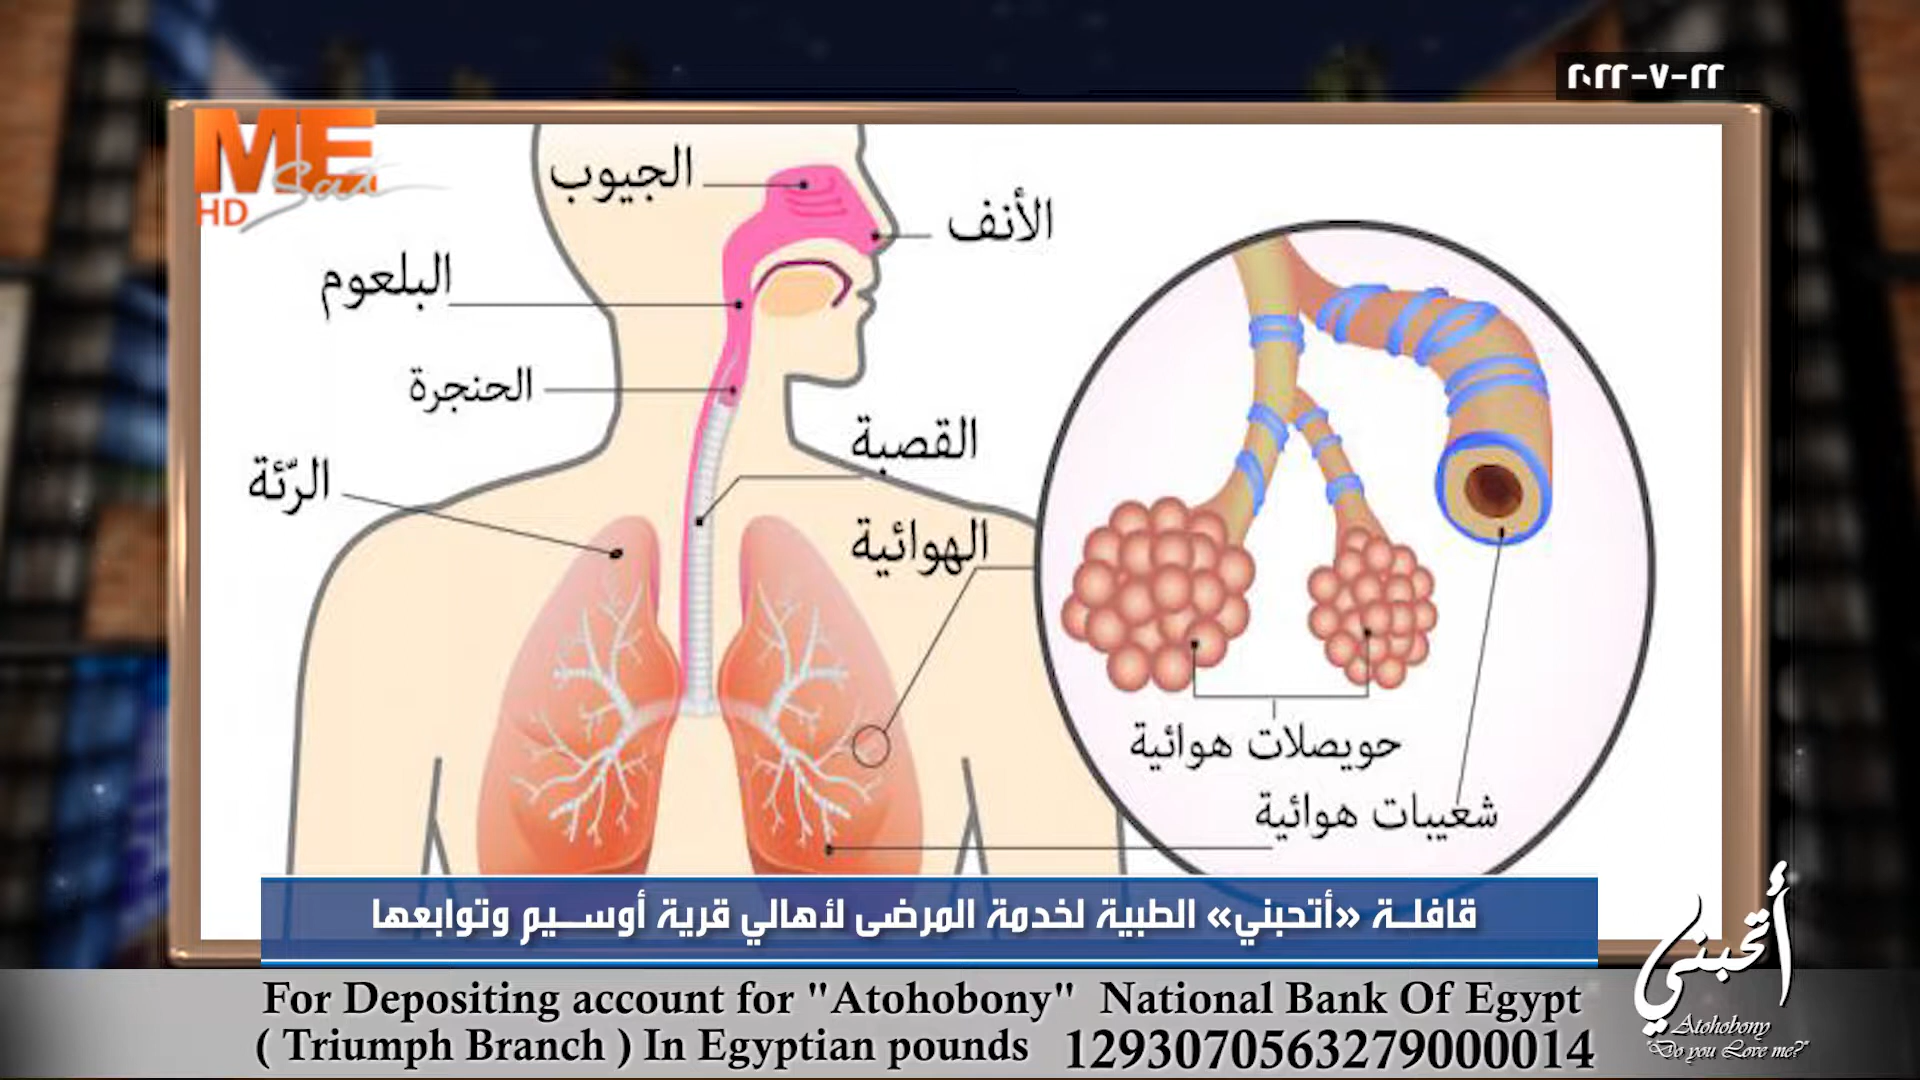 ٢٢-٧-٢٠٢٢
ME
Sat
HD
الجيوب
الأنف
البلعوم
الحنجرة
القصبة
الرّئة
الهوائية
حويصلات هوائية
شعيبات هوائية
قافلة «أتحبني» الطبية لخدمة المرضى لأهالي قرية أوسيم وتوابعها
أتحبني
For Depositing account for "Atohobony" National Bank Of Egypt
( Triumph Branch ) In Egyptian pounds 1293070563279000014
Atohobony
"Do you Love me?"